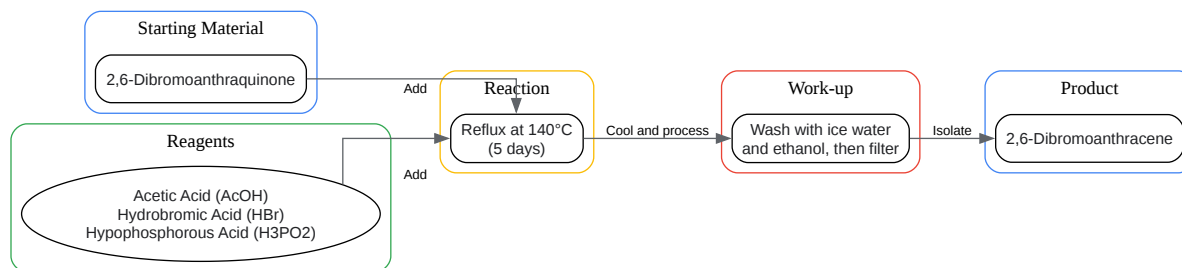 Starting Material
2,6-Dibromoanthraquinone
Add
Reagents
Acetic Acid (AcOH)
Hydrobromic Acid (HBr)
Hypophosphorous Acid (H3PO2)
Add
Reaction
Reflux at 140°C
(5 days)
Cool and process
Work-up
Wash with ice water
and ethanol, then filter
Isolate
Product
2,6-Dibromoanthracene